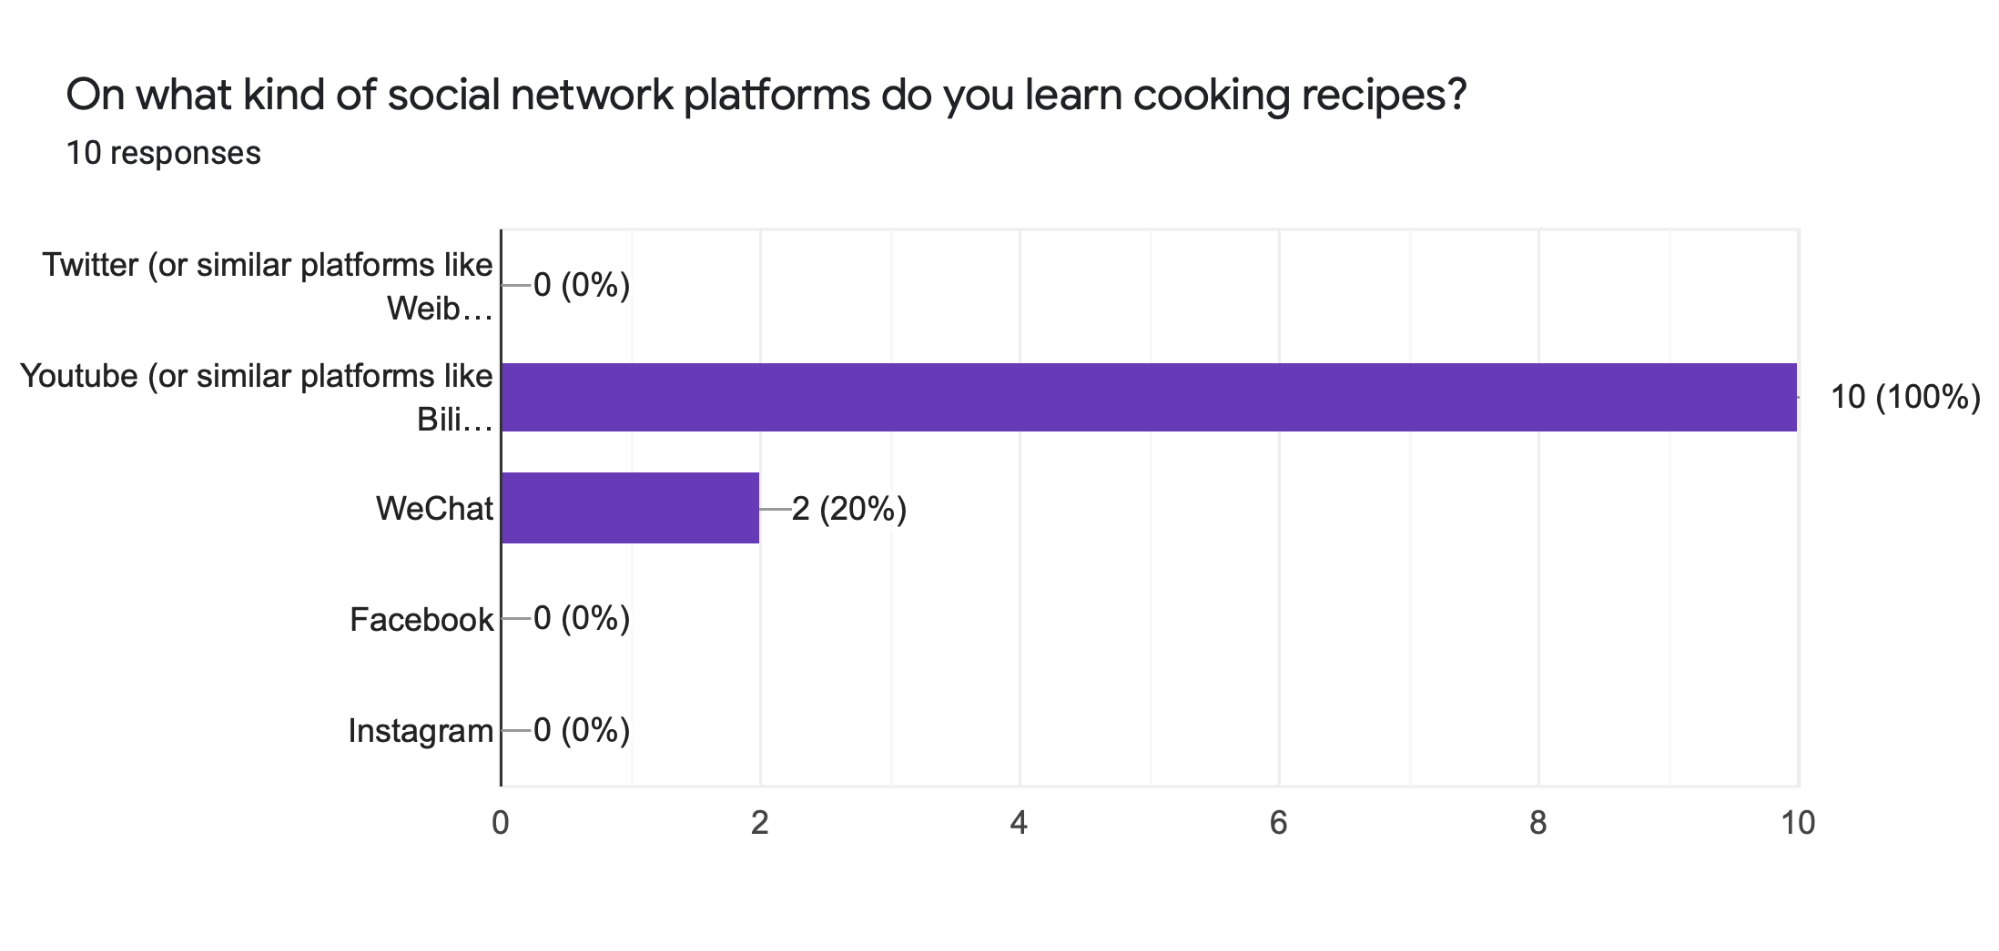 On what kind of social network platforms do you learn cooking recipes?
10 responses
Twitter (or similar platforms like
Weib…
0 (0%)
Youtube (or similar platforms like
Bili…
10 (100%)
WeChat
2 (20%)
Facebook
0 (0%)
Instagram
0 (0%)
0 2 4 6 8 10